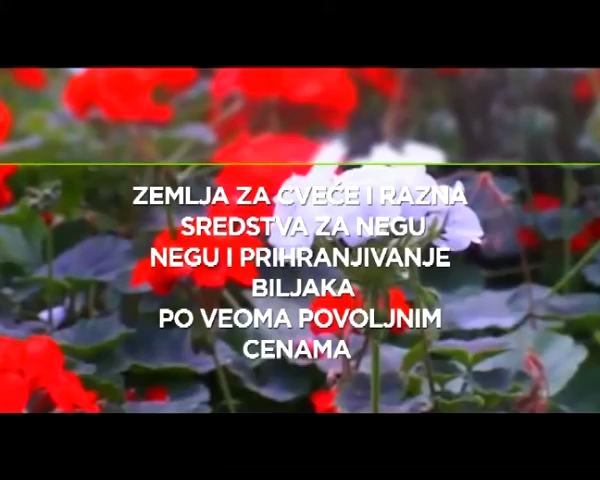 ZEMLJA ZA CVEĆE I RAZNA
SREDSTVA ZA NEGU
NEGU I PRIHRANJIVANJE
BILJAKA
PO VEOMA POVOLJNIM
CENAMA